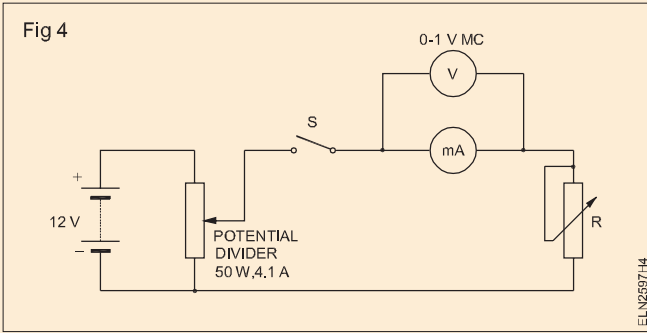 Fig 4
0-1 V MC
V
S
mA
+
12 V
–
POTENTIAL
DIVIDER
50 W,4.1 A
R
ELN2597H4